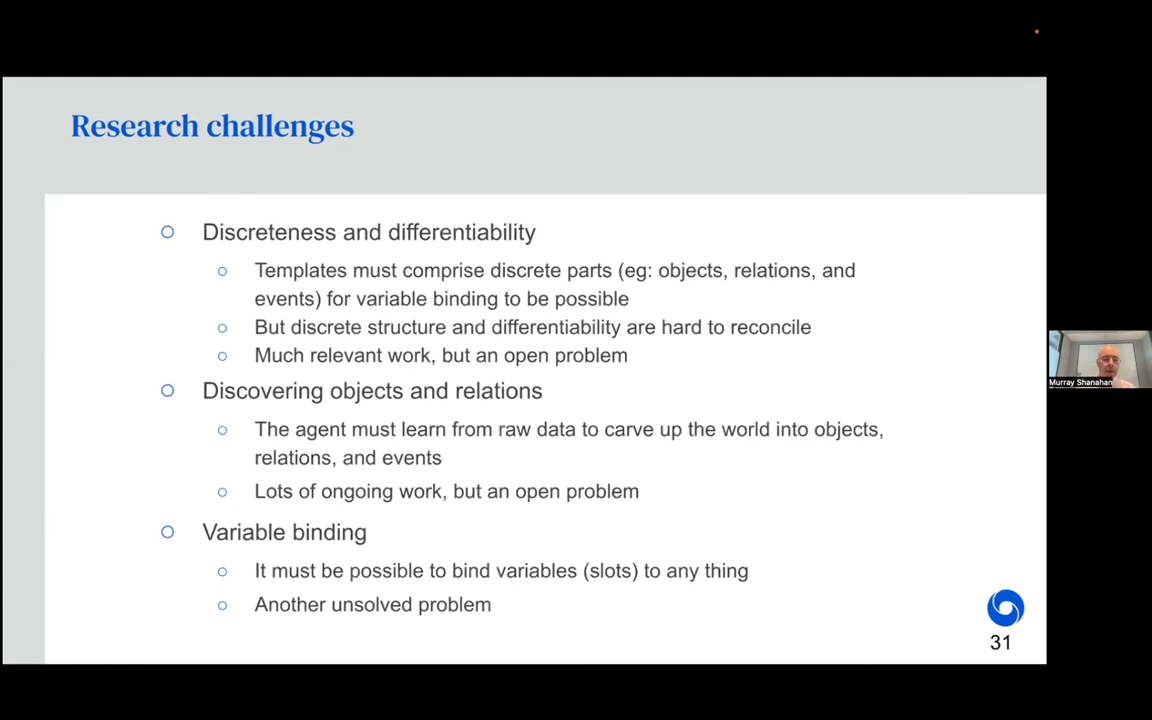 Research challenges
Discreteness and differentiability
Templates must comprise discrete parts (eg: objects, relations, and
events) for variable binding to be possible
But discrete structure and differentiability are hard to reconcile
Much relevant work, but an open problem
Discovering objects and relations
The agent must learn from raw data to carve up the world into objects,
relations, and events
Lots of ongoing work, but an open problem
Variable binding
It must be possible to bind variables (slots) to any thing
Another unsolved problem
31
Murray Shanahan